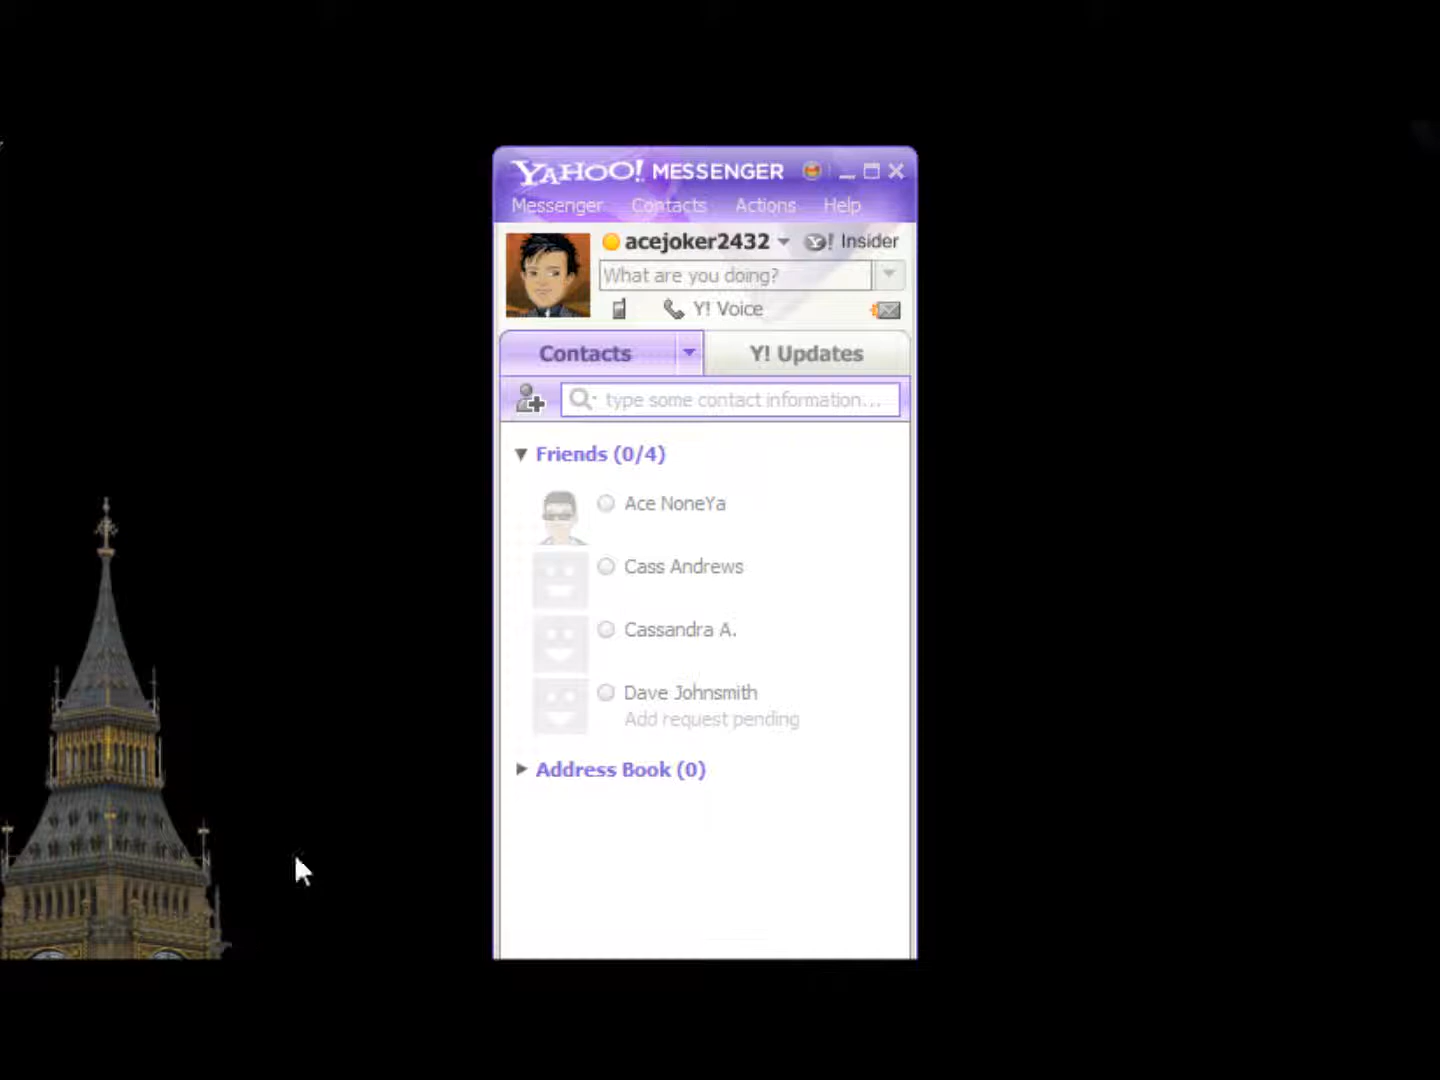 YAHOO! MESSENGER
Messenger Contacts Actions Help
acejoker2432 Y! Insider
What are you doing?
Y! Voice
Contacts Y! Updates
type some contact information...
Friends (0/4)
Ace NoneYa
Cass Andrews
Cassandra A.
Dave Johnsmith
Add request pending
Address Book (0)